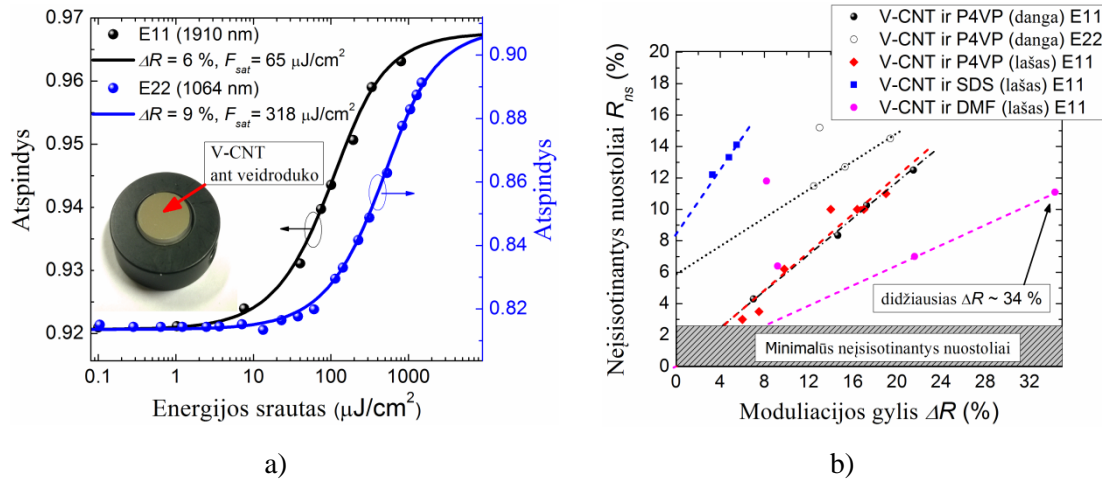 0.97
0.96
0.95
0.94
0.93
0.92
Atspindys
E11 (1910 nm)
ΔR = 6 %, F_sat = 65 μJ/cm²
E22 (1064 nm)
ΔR = 9 %, F_sat = 318 μJ/cm²
V-CNT
ant veidroduko
0.90
0.88
0.86
0.84
0.82
Atspindys
0.1 1 10 100 1000
Energijos srautas (μJ/cm²)
a)
V-CNT ir P4VP (danga) E11
V-CNT ir P4VP (danga) E22
V-CNT ir P4VP (lašas) E11
V-CNT ir SDS (lašas) E11
V-CNT ir DMF (lašas) E11
Neįsisotinantys nuostoliai R_ns (%)
20
18
16
14
12
10
8
6
4
2
0
didžiausias ΔR ~ 34 %
Minimalūs neįsisotinantys nuostoliai
0 4 8 12 16 20 24 28 32
Moduliacijos gylis ΔR (%)
b)